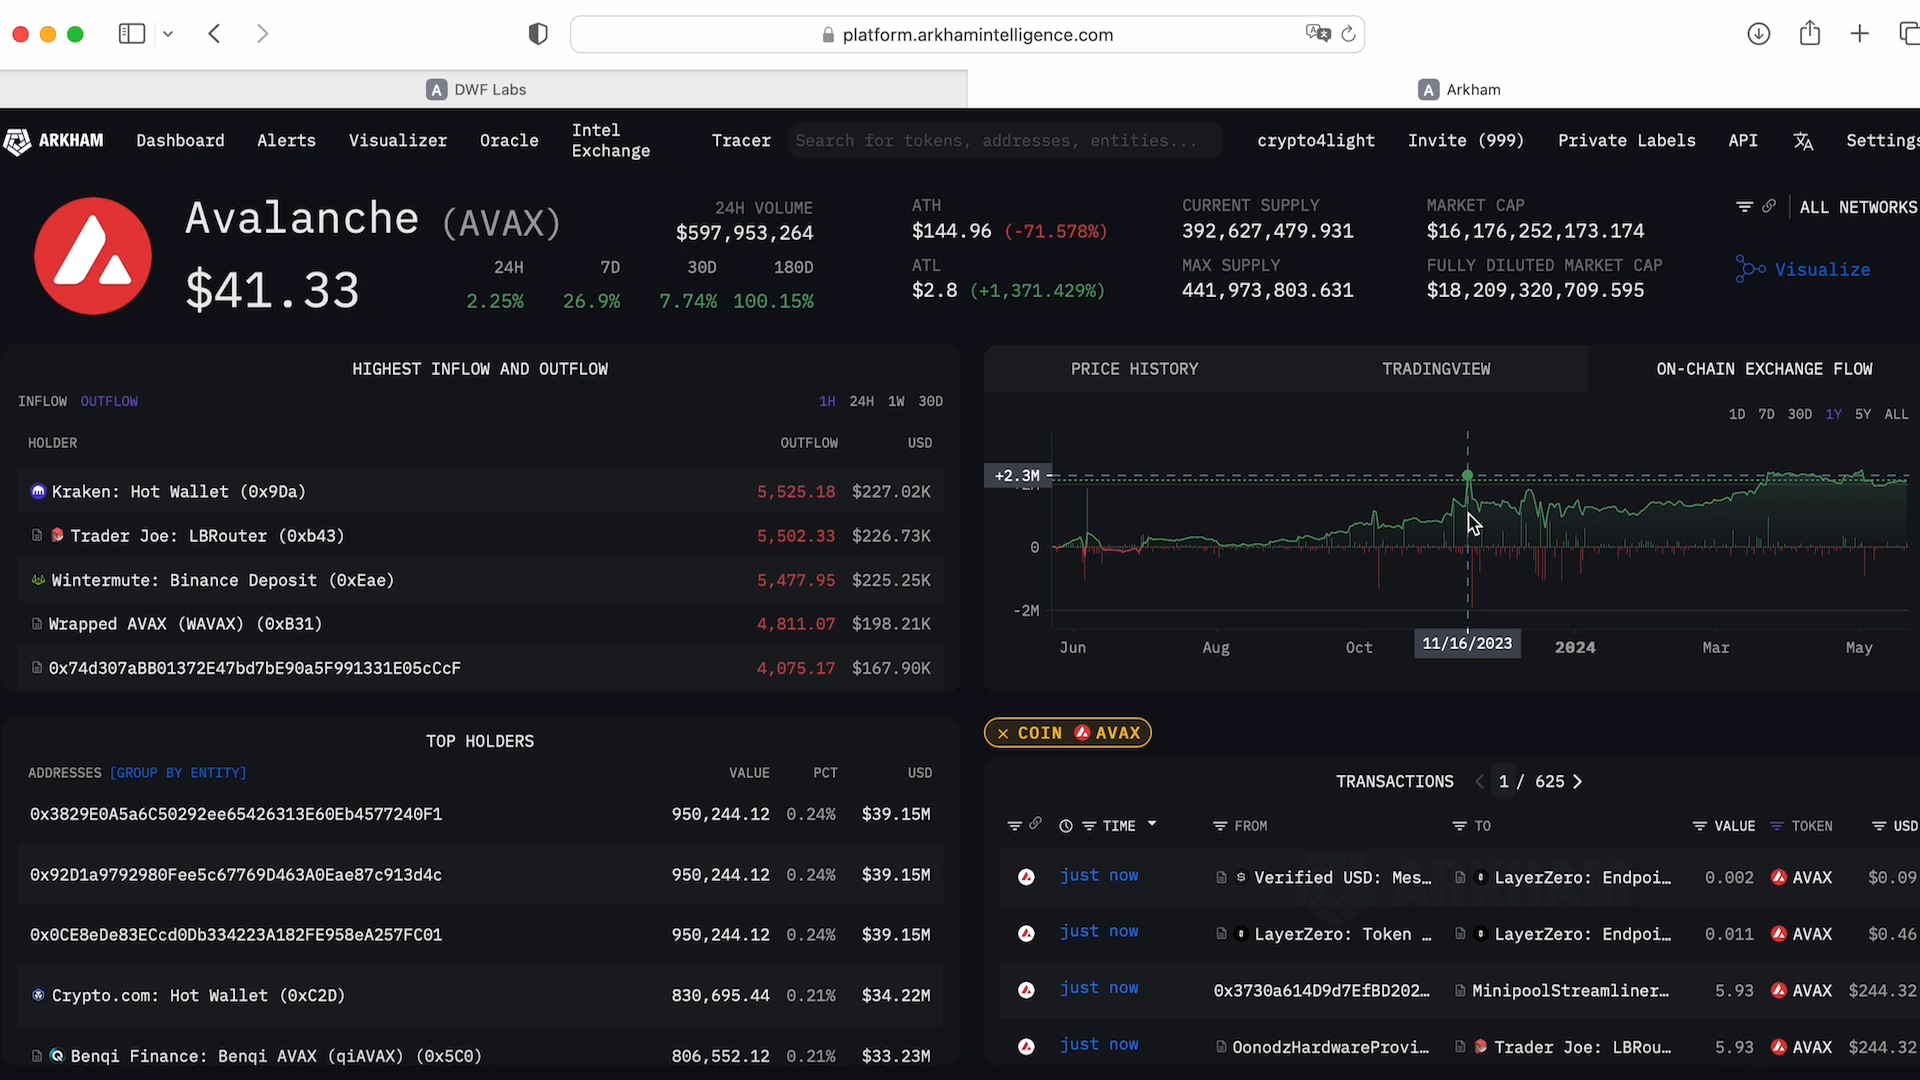 platform.arkhamintelligence.com
A DWF Labs
A Arkham
ARKHAM Dashboard Alerts Visualizer Oracle Intel Exchange Tracer Search for tokens, addresses, entities... crypto4light Invite (999) Private Labels API Settings
Avalanche (AVAX)
$41.33
24H VOLUME
$597,953,264
24H 7D 30D 180D
2.25% 26.9% 7.74% 100.15%
ATH
$144.96 (-71.578%)
ATL
$2.8 (+1,371.429%)
CURRENT SUPPLY
392,627,479.931
MAX SUPPLY
441,973,803.631
MARKET CAP
$16,176,252,173.174
FULLY DILUTED MARKET CAP
$18,209,320,709.595
ALL NETWORKS
Visualize
HIGHEST INFLOW AND OUTFLOW
INFLOW OUTFLOW 1H 24H 1W 30D
HOLDER OUTFLOW USD
Kraken: Hot Wallet (0x9Da) 5,525.18 $227.02K
Trader Joe: LBRouter (0xb43) 5,502.33 $226.73K
Wintermute: Binance Deposit (0xEae) 5,477.95 $225.25K
Wrapped AVAX (WAVAX) (0xB31) 4,811.07 $198.21K
0x74d307aBB01372E47bd7bE90a5F991331E05cCcF 4,075.17 $167.90K
PRICE HISTORY TRADINGVIEW ON-CHAIN EXCHANGE FLOW
1D 7D 30D 1Y 5Y ALL
+2.3M
0
-2M
Jun Aug Oct 11/16/2023 2024 Mar May
TOP HOLDERS
ADDRESSES [GROUP BY ENTITY] VALUE PCT USD
0x3829E0A5a6C50292ee65426313E60Eb4577240F1 950,244.12 0.24% $39.15M
0x92D1a9792980Fee5c67769D463A0Eae87c913d4c 950,244.12 0.24% $39.15M
0x0CE8eDe83ECcd0Db334223A182FE958eA257FC01 950,244.12 0.24% $39.15M
Crypto.com: Hot Wallet (0xC2D) 830,695.44 0.21% $34.22M
Benqi Finance: Benqi AVAX (qiAVAX) (0x5C0) 806,552.12 0.21% $33.23M
× COIN AVAX
TRANSACTIONS 1 / 625
TIME FROM TO VALUE TOKEN USD
just now Verified USD: Mes… LayerZero: Endpoi… 0.002 AVAX $0.09
just now LayerZero: Token … LayerZero: Endpoi… 0.011 AVAX $0.46
just now 0x3730a614D9d7EfBD202… MinipoolStreamliner… 5.93 AVAX $244.32
just now OonodzHardwareProvi… Trader Joe: LBRou… 5.93 AVAX $244.32
ARKHAM